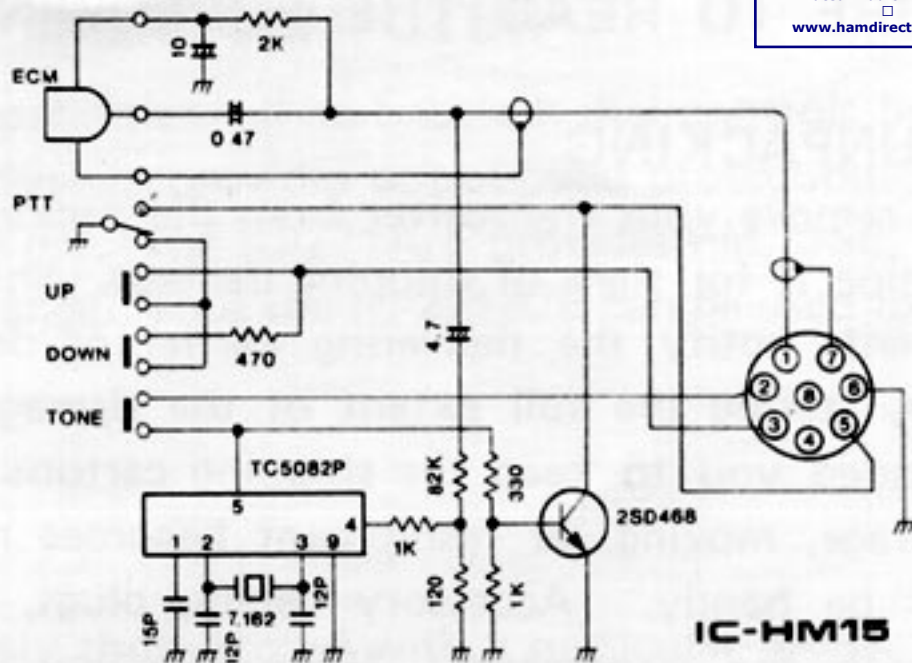 www.hamdirect
10
2K
ECM
0 47
PTT
UP
470
DOWN
4.7
TONE
1
7
2
8
6
3
5
4
TC5082P
5
82K
330
2SD468
4
1K
1
2
3
9
15P
7.162
12P
12P
120
1K
IC-HM15